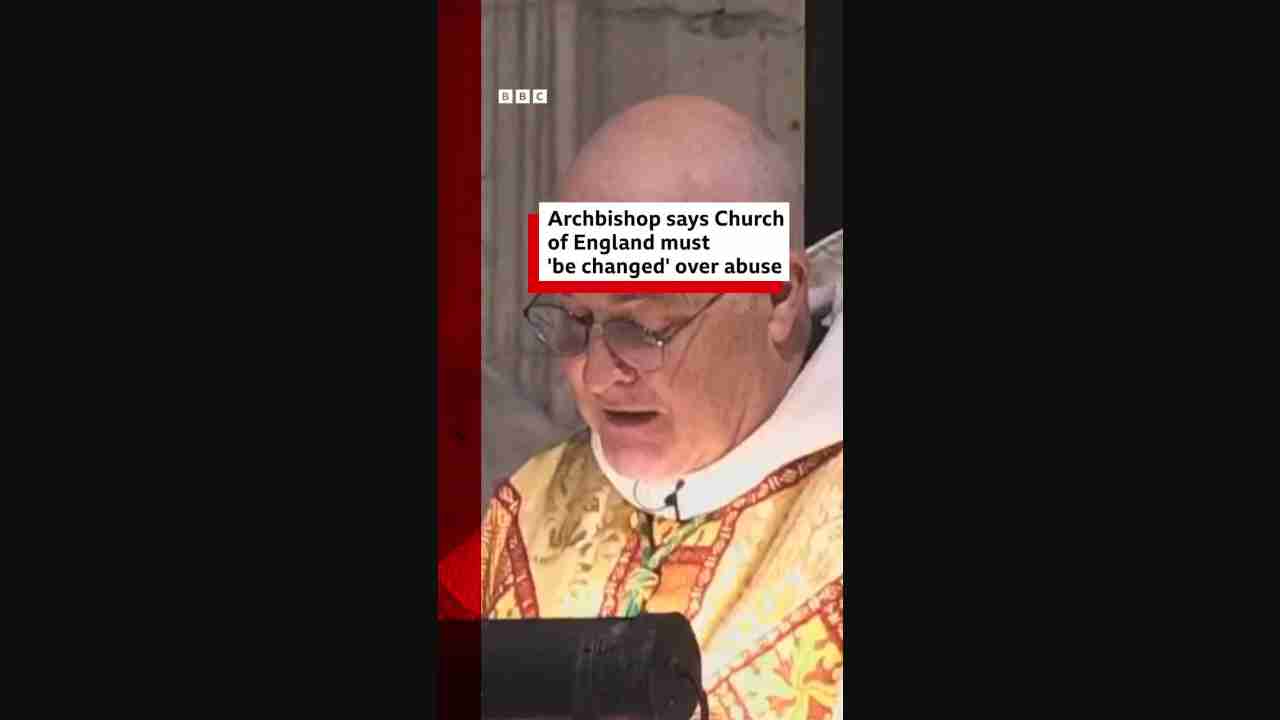 BBC
Archbishop says Church
of England must
'be changed' over abuse